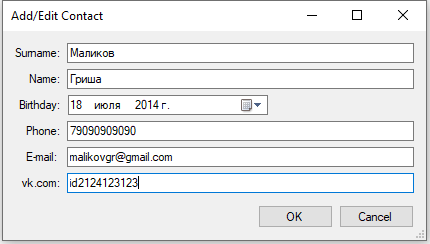 Add/Edit Contact
Surname: Маликов
Name: Гриша
Birthday: 18 июля 2014 г.
Phone: 79090909090
E-mail: malikovgr@gmail.com
vk.com: id2124123123
OK Cancel